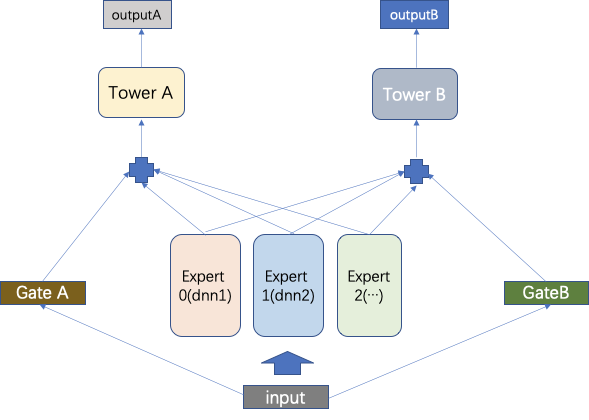 outputA
outputB
Tower A
Tower B
Expert
0(dnn1)
Expert
1(dnn2)
Expert
2(···)
Gate A
GateB
input